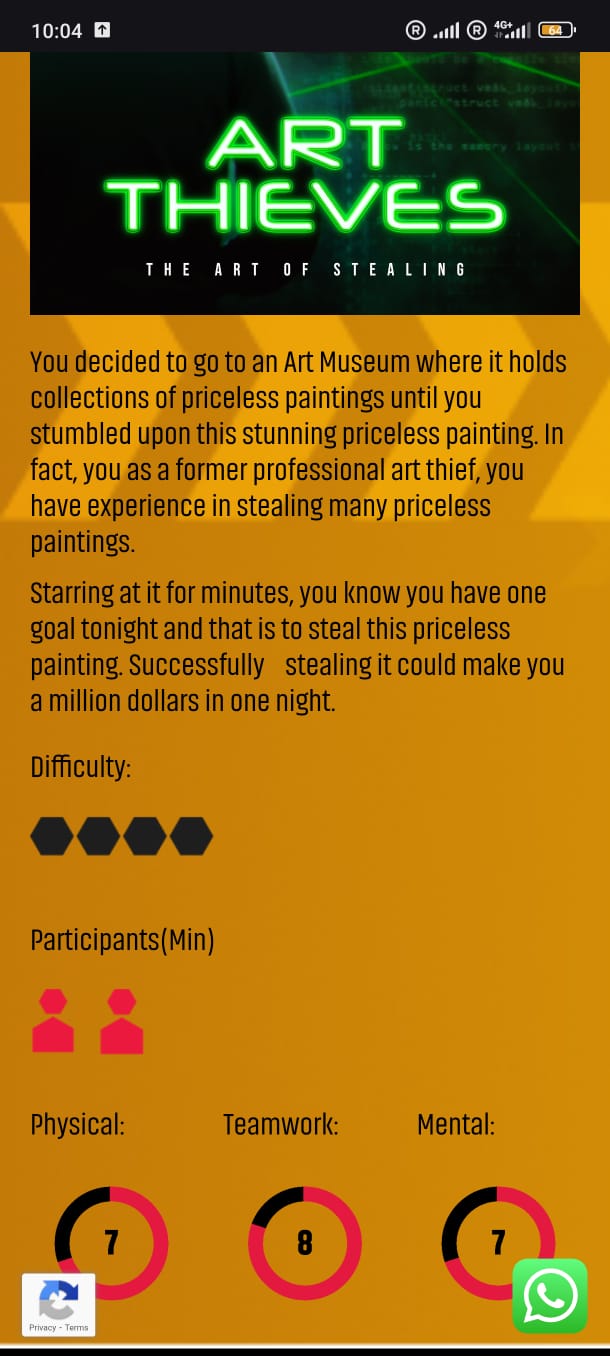 10:04
R R 4G+ 64
ART
THIEVES
THE ART OF STEALING
You decided to go to an Art Museum where it holds
collections of priceless paintings until you
stumbled upon this stunning priceless painting. In
fact, you as a former professional art thief, you
have experience in stealing many priceless
paintings.
Starring at it for minutes, you know you have one
goal tonight and that is to steal this priceless
painting. Successfully stealing it could make you
a million dollars in one night.
Difficulty:
Participants(Min)
Physical: Teamwork: Mental:
7 8 7
Privacy - Terms